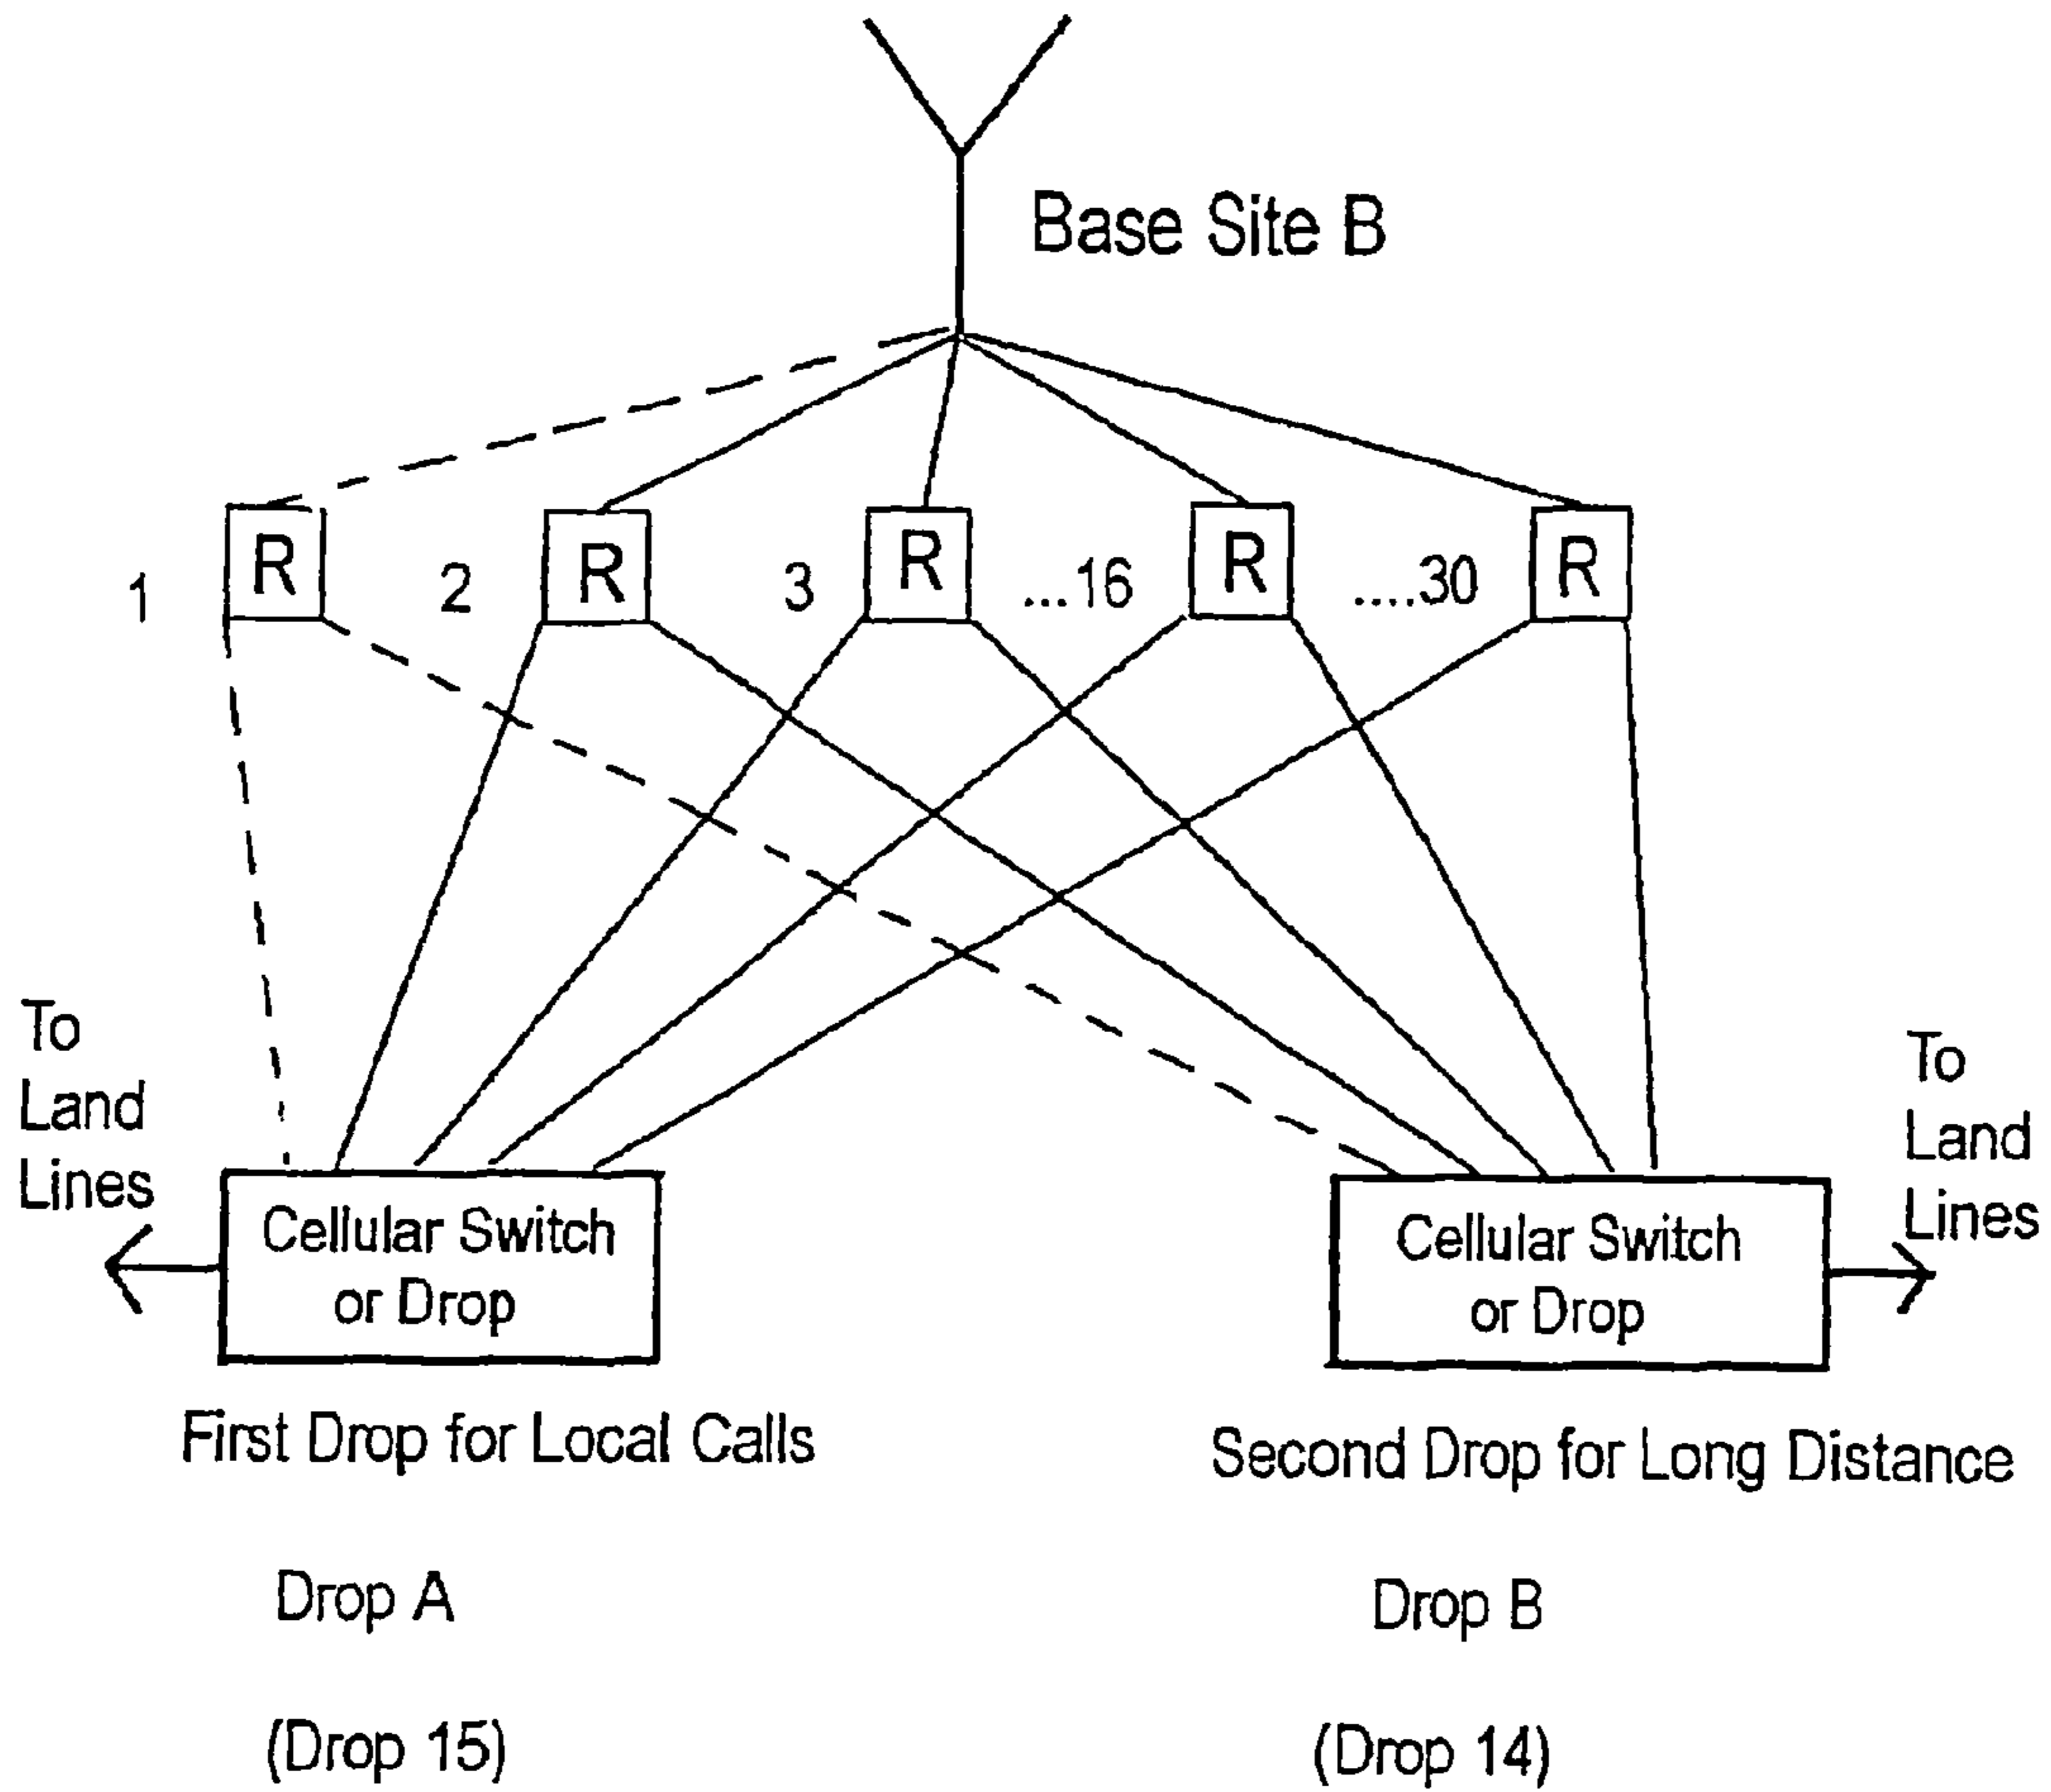 Base Site B
1 R 2 R 3 R ...16 R ....30 R
To
Land
Lines
To
Land
Lines
Cellular Switch
or Drop
Cellular Switch
or Drop
First Drop for Local Calls
Second Drop for Long Distance
Drop A
Drop B
(Drop 15)
(Drop 14)